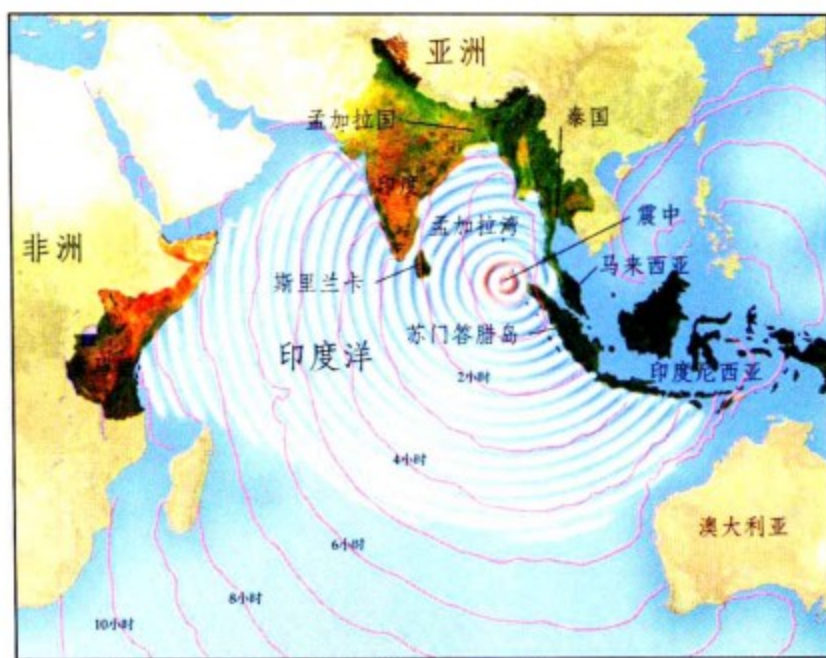 亚洲
孟加拉国
泰国
印度
孟加拉湾
震中
非洲
斯里兰卡
马来西亚
苏门答腊岛
印度洋
2小时
印度尼西亚
4小时
澳大利亚
6小时
8小时
10小时